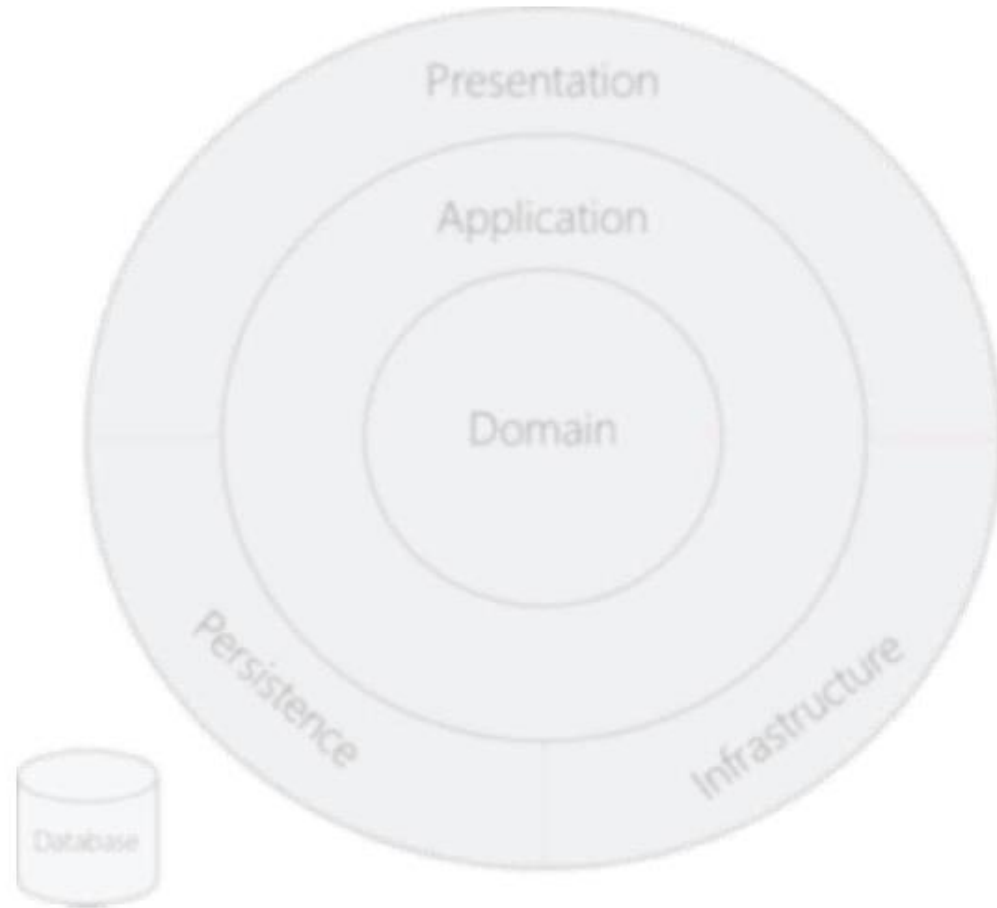 Presentation
Application
Domain
Persistence
Infrastructure
Database